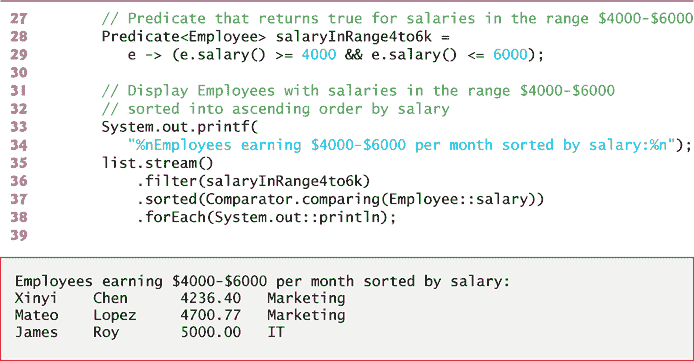 27 // Predicate that returns true for salaries in the range $4000-$6000
28 Predicate<Employee> salaryInRange4to6k =
29    e -> (e.salary() >= 4000 && e.salary() <= 6000);
30
31 // Display Employees with salaries in the range $4000-$6000
32 // sorted into ascending order by salary
33 System.out.printf(
34    "%nEmployees earning $4000-$6000 per month sorted by salary:%n");
35 list.stream()
36    .filter(salaryInRange4to6k)
37    .sorted(Comparator.comparing(Employee::salary))
38    .forEach(System.out::println);
39
Employees earning $4000-$6000 per month sorted by salary:
Xinyi    Chen     4236.40   Marketing
Mateo    Lopez    4700.77   Marketing
James    Roy      5000.00   IT